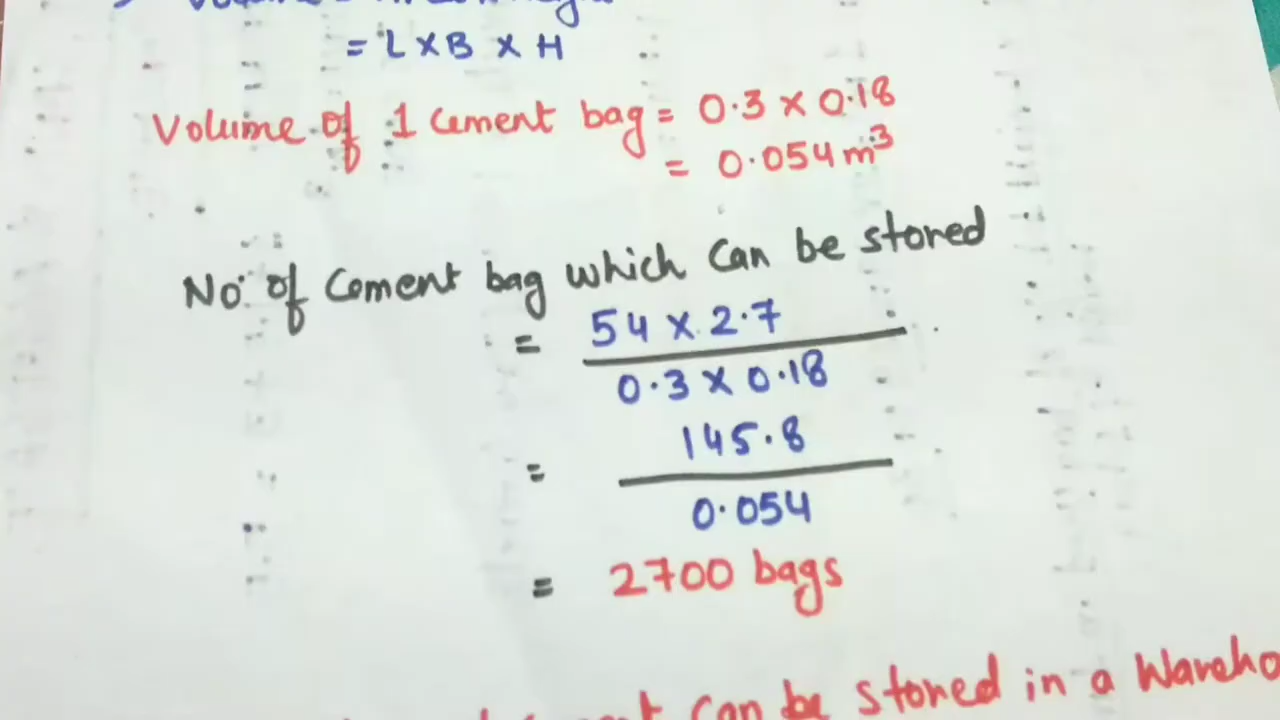 = L X B X H
Volume of 1 Cement bag = 0.3 X 0.18
= 0.054 m³
No. of Cement bag which can be stored
= 54 X 2.7
0.3 X 0.18
= 145.8
0.054
= 2700 bags
can be stored in a Wareho